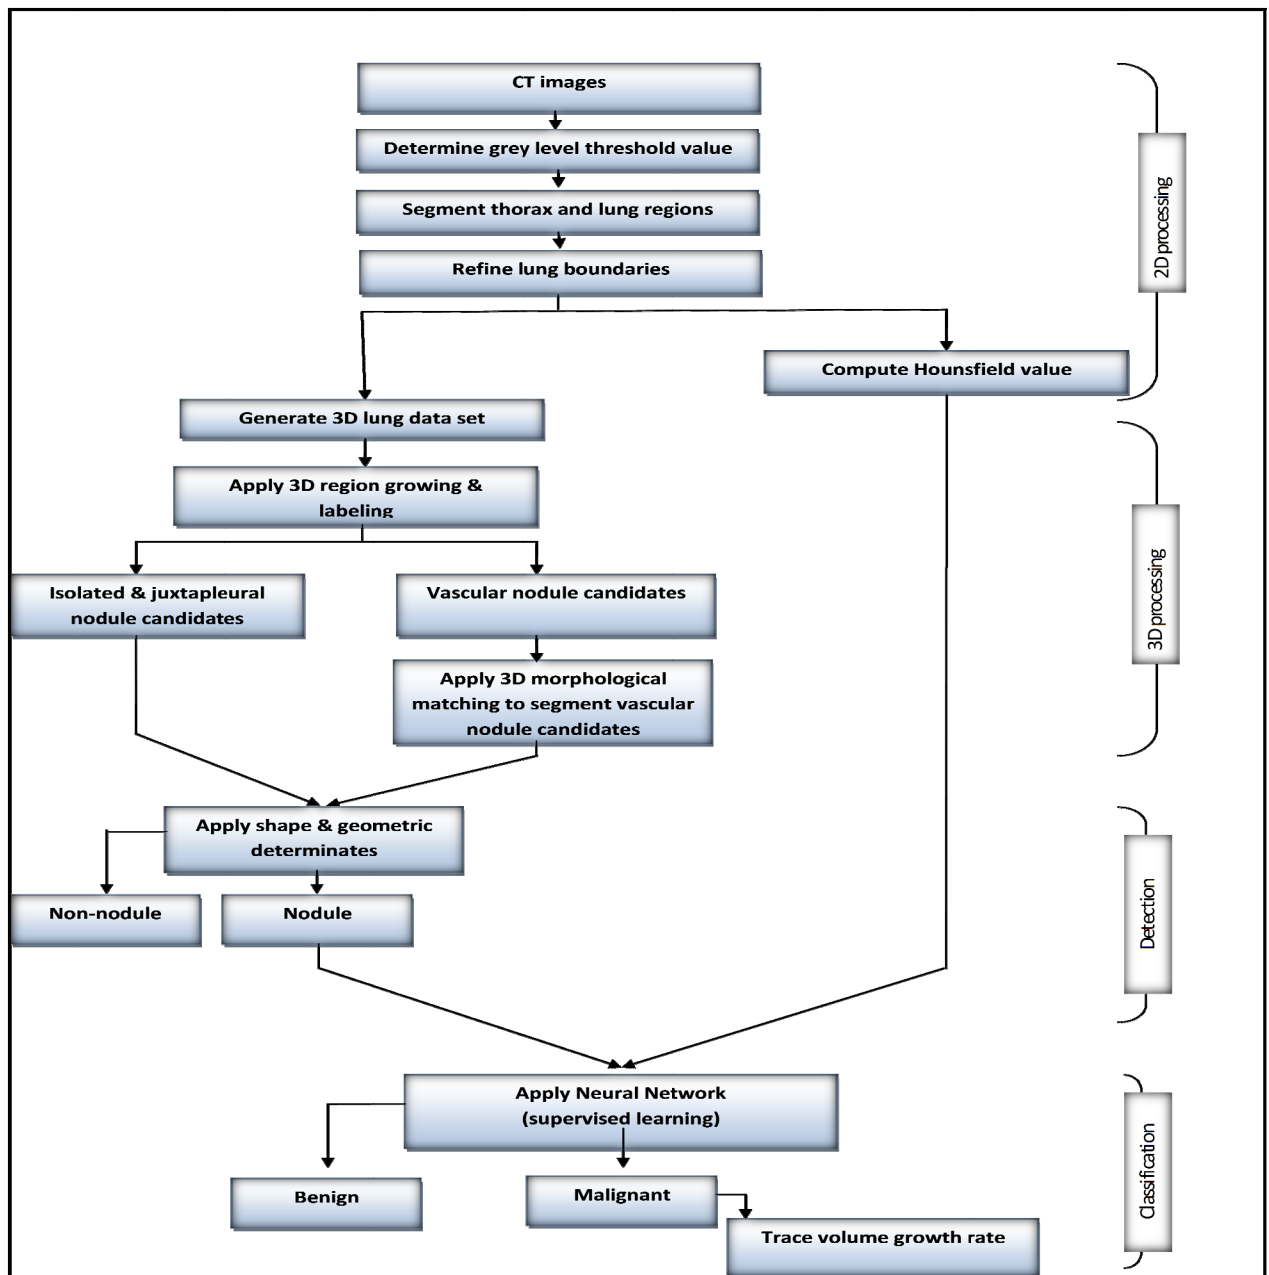 CT images
Determine grey level threshold value
Segment thorax and lung regions
Refine lung boundaries
2D processing
Compute Hounsfield value
Generate 3D lung data set
Apply 3D region growing &
labeling
Isolated & juxtapleural
nodule candidates
Vascular nodule candidates
3D processing
Apply 3D morphological
matching to segment vascular
nodule candidates
Apply shape & geometric
determinates
Non-nodule
Nodule
Detection
Apply Neural Network
(supervised learning)
Benign
Malignant
Classification
Trace volume growth rate